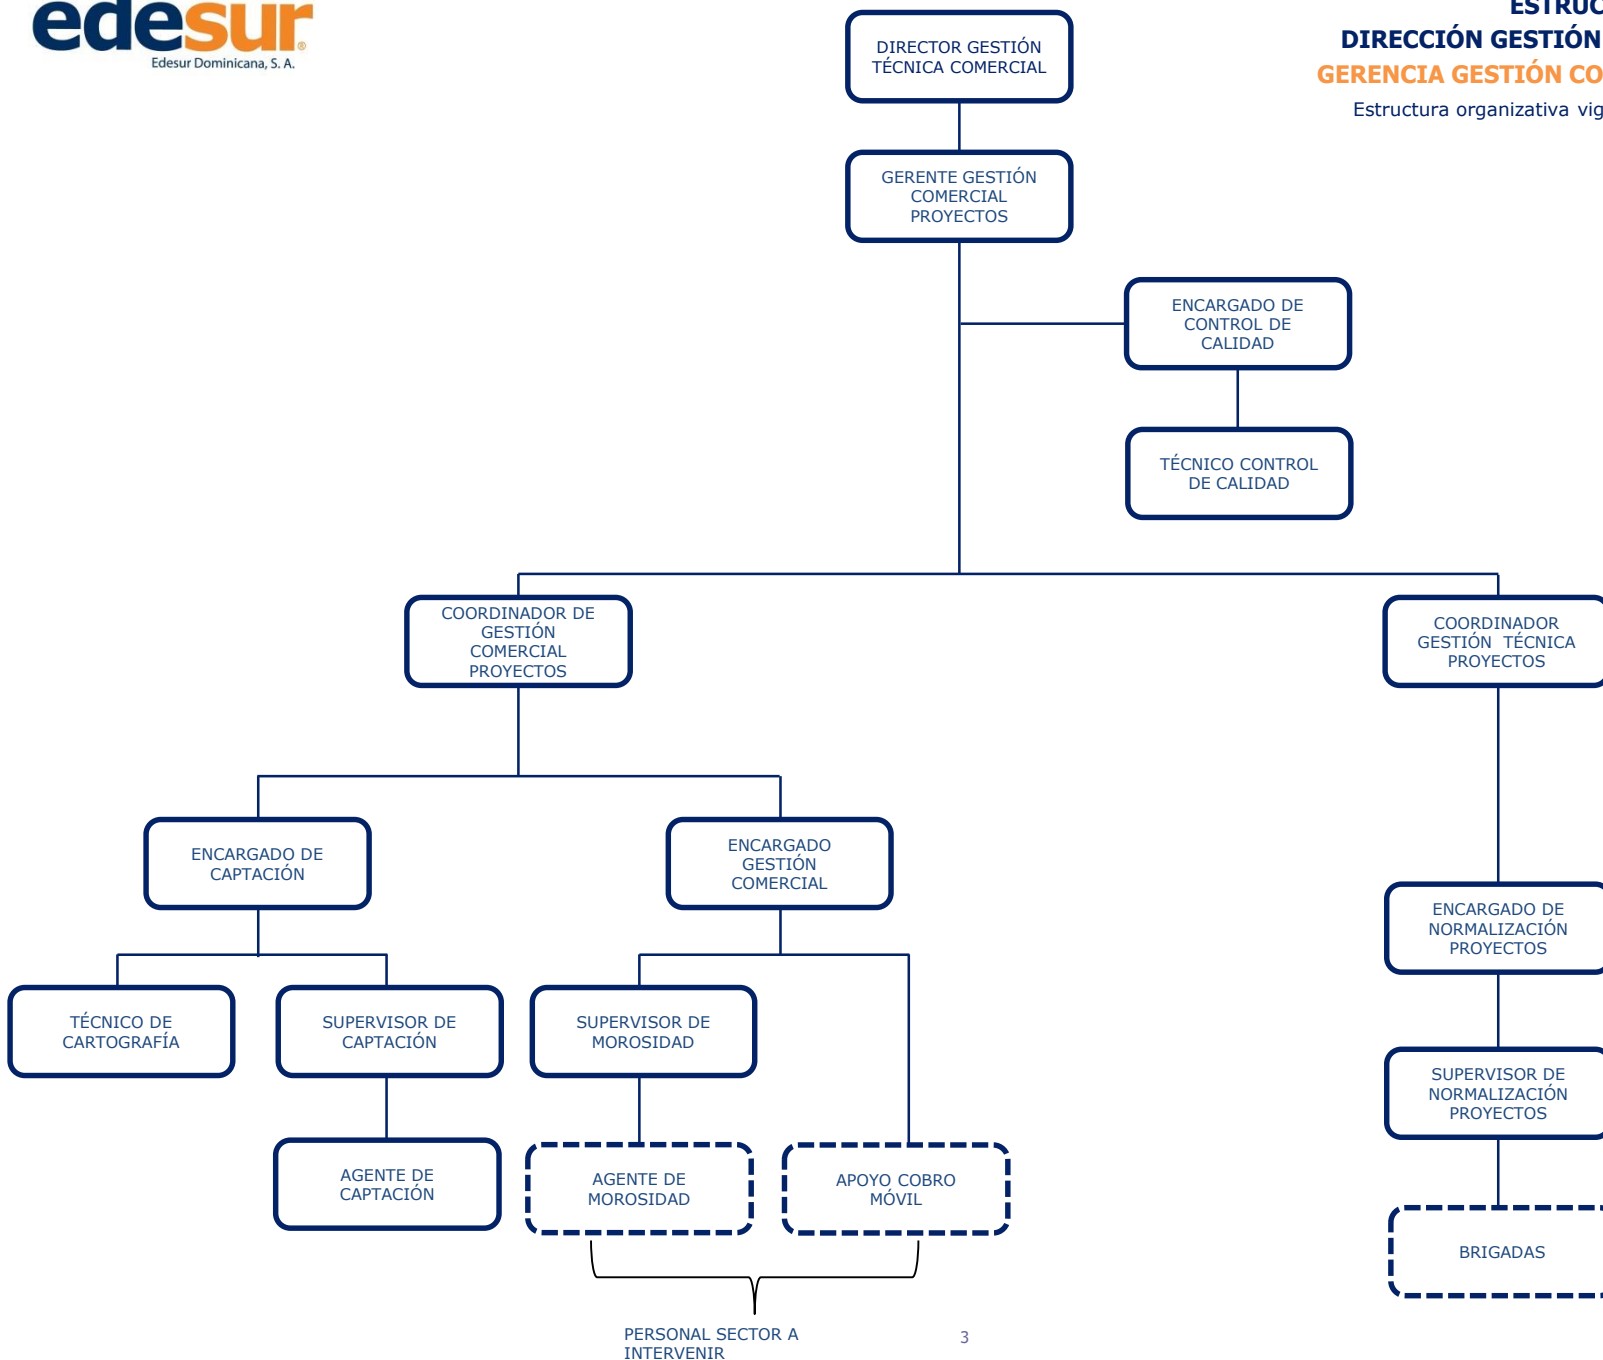 edesur
Edesur Dominicana, S. A.
DIRECCIÓN GESTIÓN
GERENCIA GESTIÓN
Estructura organizativa
DIRECTOR GESTIÓN
TÉCNICA COMERCIAL
GERENTE GESTIÓN
COMERCIAL
PROYECTOS
ENCARGADO DE
CONTROL DE
CALIDAD
TÉCNICO CONTROL
DE CALIDAD
COORDINADOR DE
GESTIÓN
COMERCIAL
PROYECTOS
COORDINADOR
GESTIÓN TÉCNICA
PROYECTOS
ENCARGADO DE
CAPTACIÓN
ENCARGADO
GESTIÓN
COMERCIAL
ENCARGADO DE
NORMALIZACIÓN
PROYECTOS
TÉCNICO DE
CARTOGRAFÍA
SUPERVISOR DE
CAPTACIÓN
SUPERVISOR DE
MOROSIDAD
SUPERVISOR DE
NORMALIZACIÓN
PROYECTOS
AGENTE DE
CAPTACIÓN
AGENTE DE
MOROSIDAD
APOYO COBRO
MÓVIL
BRIGADAS
PERSONAL SECTOR A
INTERVENIR
3